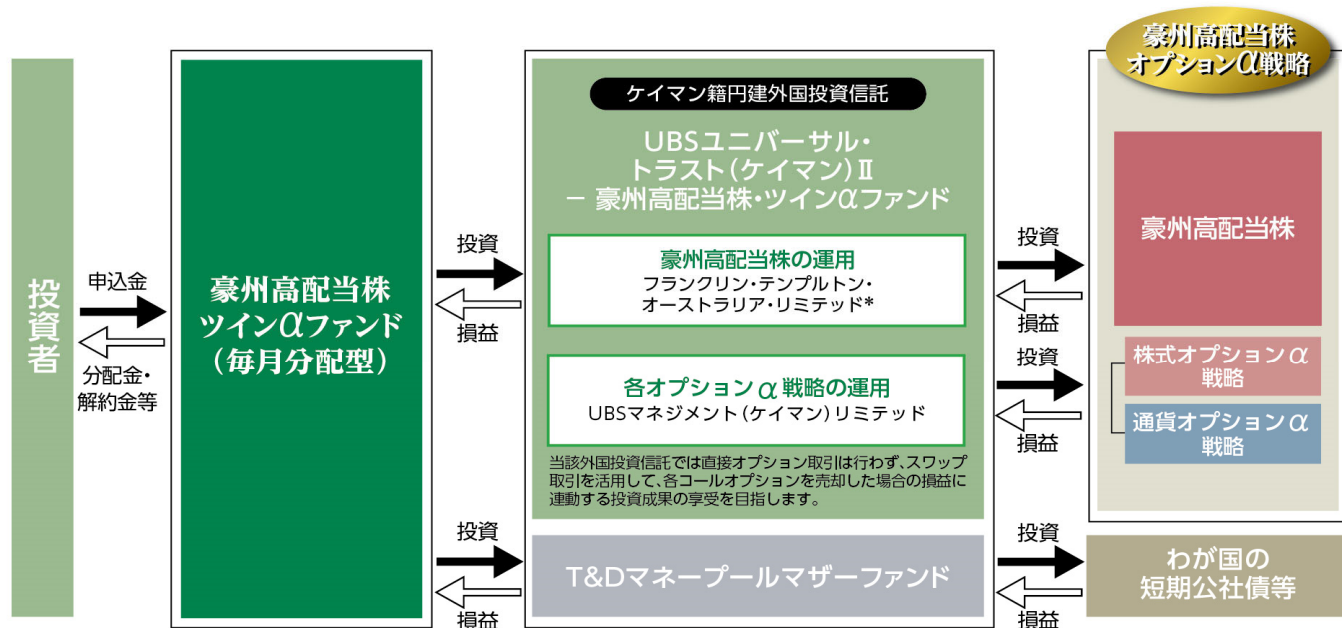 投資者
申込金
分配金・
解約金等
豪州高配当株
ツインαファンド
(毎月分配型)
投資
損益
投資
損益
ケイマン籍円建外国投資信託
UBSユニバーサル・
トラスト(ケイマン)Ⅱ
－ 豪州高配当株・ツインαファンド
豪州高配当株の運用
フランクリン・テンプルトン・
オーストラリア・リミテッド*
各オプションα戦略の運用
UBSマネジメント(ケイマン)リミテッド
当該外国投資信託では直接オプション取引は行わず、スワップ
取引を活用して、各コールオプションを売却した場合の損益に
連動する投資成果の享受を目指します。
T&Dマネープールマザーファンド
投資
損益
投資
損益
投資
損益
豪州高配当株
オプションα戦略
豪州高配当株
株式オプションα
戦略
通貨オプションα
戦略
わが国の
短期公社債等